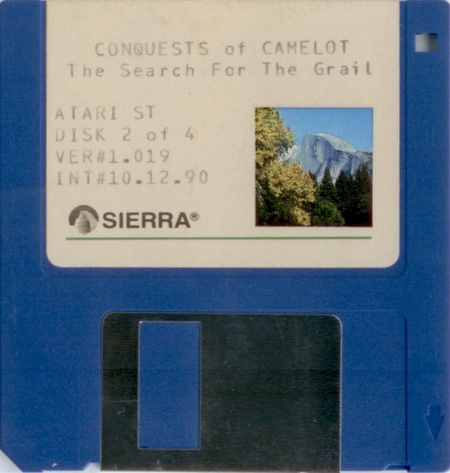 CONQUESTS of CAMELOT
The Search For The Grail
ATARI ST
DISK 2 of 4
VER#1.019
INT#10.12.90
SIERRA®